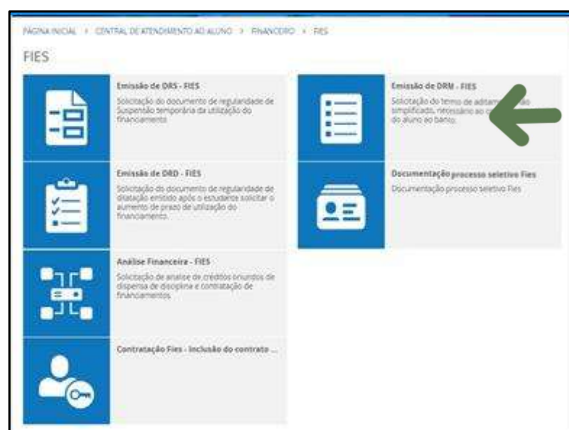 PÁGINA INICIAL > CENTRAL DE ATENDIMENTO AO ALUNO > FINANCEIRO > FIES
FIES
Emissão de DRS - FIES
Solicitação do documento de regularidade de
Suspensão temporária da utilização do
financiamento
Emissão de DRM - FIES
Solicitação do termo de aditamento não
simplificado, necessário ao
do aluno ao banco.
Emissão de DRD - FIES
Solicitação do documento de regularidade de
dilatação emitido após o estudante solicitar o
aumento de prazo de utilização do
financiamento.
Documentação processo seletivo Fies
Documentação processo seletivo Fies
Análise Financeira - FIES
Solicitação de analise de créditos oriundos de
dispensa de disciplina e contratação de
financiamentos
Contratação Fies - Inclusão do contrato ...